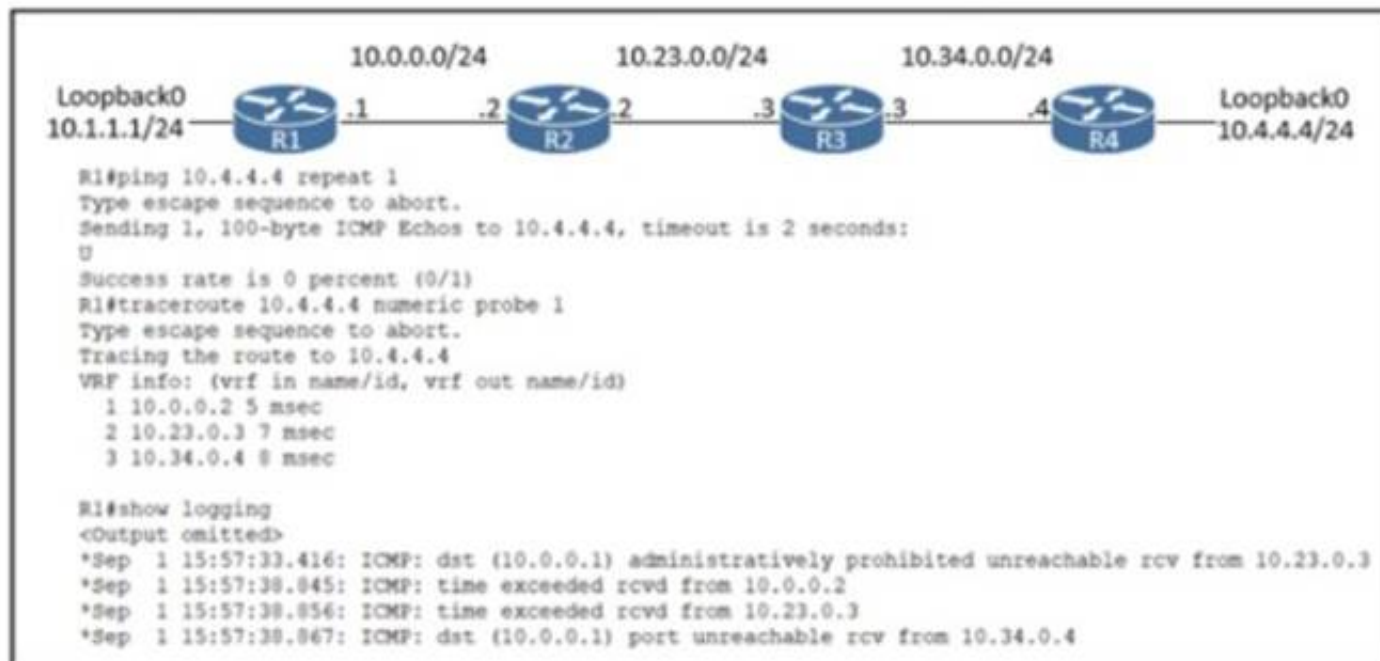 10.0.0.0/24 10.23.0.0/24 10.34.0.0/24
Loopback0 Loopback0
10.1.1.1/24 .1 .2 .2 .3 .3 .4 10.4.4.4/24
R1 R2 R3 R4
R1#ping 10.4.4.4 repeat 1
Type escape sequence to abort.
Sending 1, 100-byte ICMP Echos to 10.4.4.4, timeout is 2 seconds:
U
Success rate is 0 percent (0/1)
R1#traceroute 10.4.4.4 numeric probe 1
Type escape sequence to abort.
Tracing the route to 10.4.4.4
VRF info: (vrf in name/id, vrf out name/id)
1 10.0.0.2 5 msec
2 10.23.0.3 7 msec
3 10.34.0.4 8 msec
R1#show logging
<Output omitted>
*Sep 1 15:57:33.416: ICMP: dst (10.0.0.1) administratively prohibited unreachable rcv from 10.23.0.3
*Sep 1 15:57:38.845: ICMP: time exceeded rcvd from 10.0.0.2
*Sep 1 15:57:38.856: ICMP: time exceeded rcvd from 10.23.0.3
*Sep 1 15:57:38.867: ICMP: dst (10.0.0.1) port unreachable rcv from 10.34.0.4